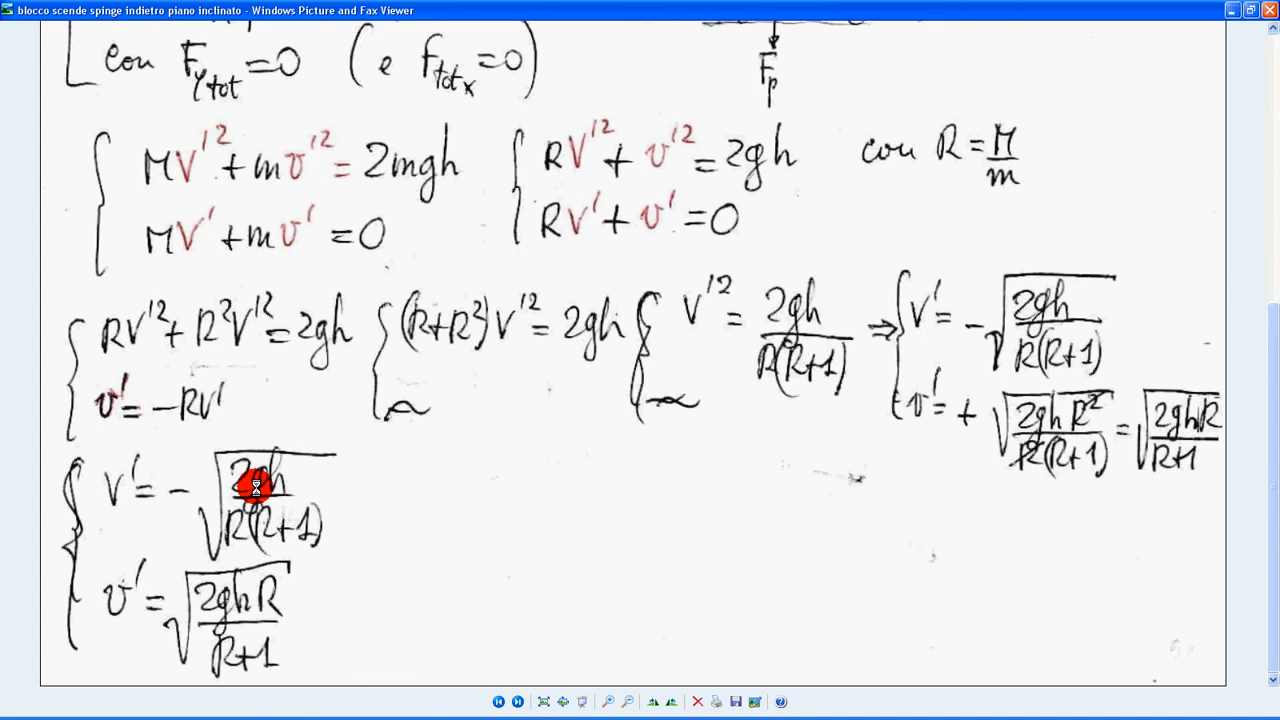 blocco scende spinge indietro piano inclinato - Windows Picture and Fax Viewer
con F_ytot = 0 (e F_totx = 0)
F_p
{ MV'² + mv'² = 2mgh { RV'² + v'² = 2gh con R = M/m
MV' + mv' = 0 RV' + v' = 0
{ RV'² + R²V'² = 2gh { (R+R²)V'² = 2gh { V'² = 2gh/R(R+1) ⇒ { V' = -√(2gh/R(R+1))
v' = -RV' v' = + √(2ghR²/R(R+1)) = √(2ghR/R+1)
{ V' = -√(2gh/R(R+1))
v' = √(2ghR/R+1)